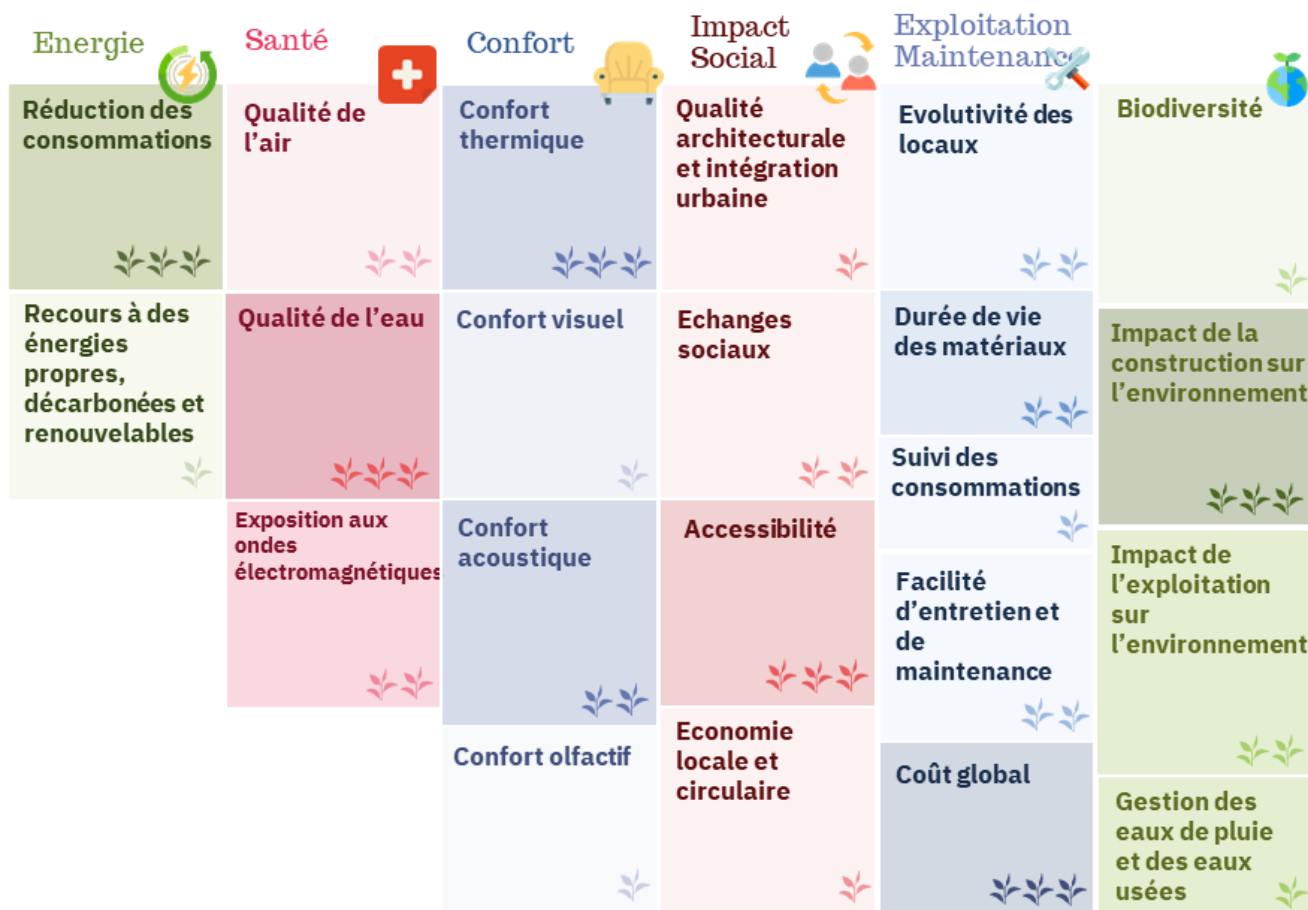 Energie
Réduction des
consommations
Recours à des
énergies
propres,
décarbonées et
renouvelables
Santé
Qualité de
l’air
Qualité de l’eau
Exposition aux
ondes
électromagnétiques
Confort
Confort
thermique
Confort visuel
Confort
acoustique
Confort olfactif
Impact
Social
Qualité
architecturale
et intégration
urbaine
Echanges
sociaux
Accessibilité
Economie
locale et
circulaire
Exploitation
Maintenance
Evolutivité des
locaux
Durée de vie
des matériaux
Suivi des
consommations
Facilité
d’entretien et
de
maintenance
Coût global
Biodiversité
Impact de la
construction sur
l’environnement
Impact de
l’exploitation
sur
l’environnement
Gestion des
eaux de pluie
et des eaux
usées